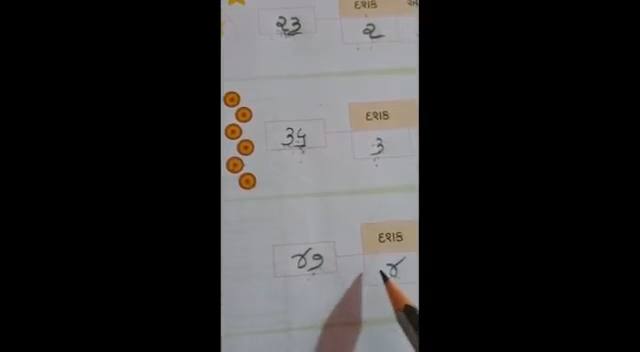 દશક
૨૩ ૨
દશક
૩૫ ૩
દશક
૪૭ ૪